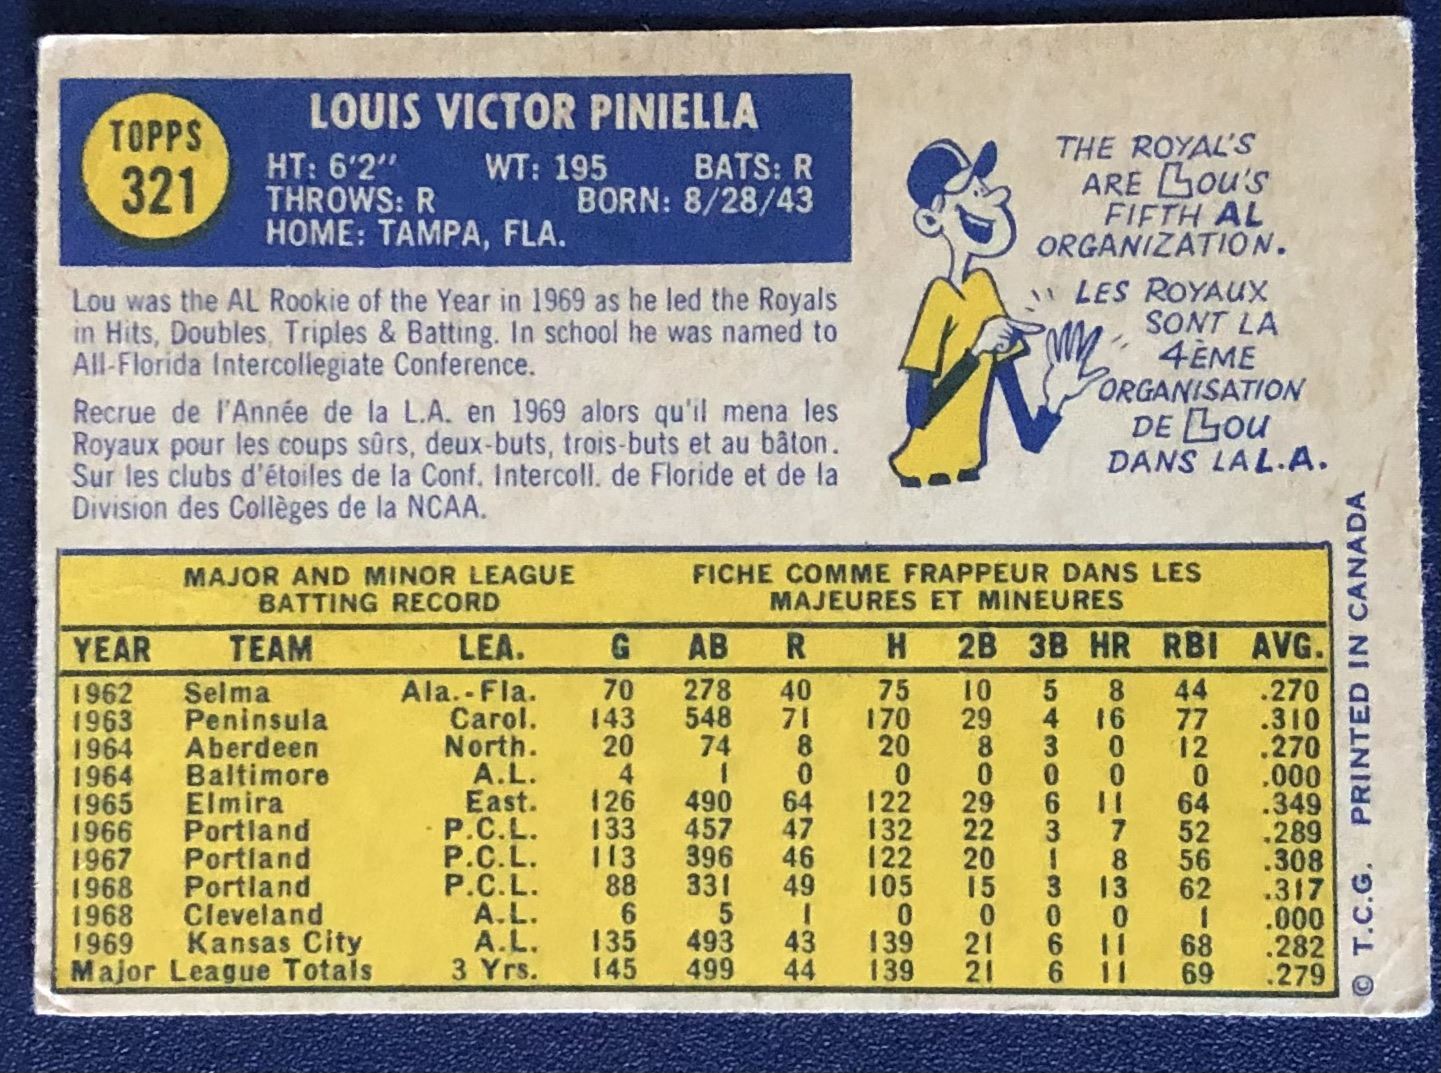 TOPPS
321
LOUIS VICTOR PINIELLA
HT: 6'2" WT: 195 BATS: R
THROWS: R BORN: 8/28/43
HOME: TAMPA, FLA.
Lou was the AL Rookie of the Year in 1969 as he led the Royals
in Hits, Doubles, Triples & Batting. In school he was named to
All-Florida Intercollegiate Conference.
Recrue de l'Année de la L.A. en 1969 alors qu'il mena les
Royaux pour les coups sûrs, deux-buts, trois-buts et au bâton.
Sur les clubs d'étoiles de la Conf. Intercoll. de Floride et de la
Division des Collèges de la NCAA.
THE ROYAL'S
ARE LOU'S
FIFTH AL
ORGANIZATION.
LES ROYAUX
SONT LA
4ÈME
ORGANISATION
DE LOU
DANS LA L.A.
MAJOR AND MINOR LEAGUE
BATTING RECORD
FICHE COMME FRAPPEUR DANS LES
MAJEURES ET MINEURES
YEAR TEAM LEA. G AB R H 2B 3B HR RBI AVG.
1962 Selma Ala.-Fla. 70 278 40 75 10 5 8 44 .270
1963 Peninsula Carol. 143 548 71 170 29 4 16 77 .310
1964 Aberdeen North. 20 74 8 20 8 3 0 12 .270
1964 Baltimore A.L. 4 1 0 0 0 0 0 0 .000
1965 Elmira East. 126 490 64 122 29 6 11 64 .349
1966 Portland P.C.L. 133 457 47 132 22 3 7 52 .289
1967 Portland P.C.L. 113 396 46 122 20 1 8 56 .308
1968 Portland P.C.L. 88 331 49 105 15 3 13 62 .317
1968 Cleveland A.L. 6 5 1 0 0 0 0 1 .000
1969 Kansas City A.L. 135 493 43 139 21 6 11 68 .282
Major League Totals 3 Yrs. 145 499 44 139 21 6 11 69 .279
© T.C.G. PRINTED IN CANADA